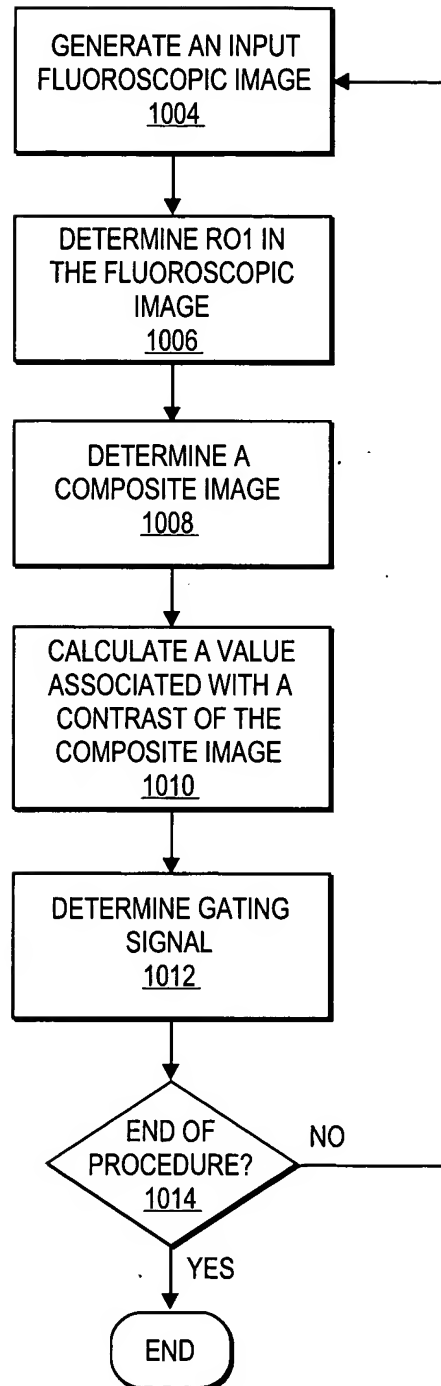 GENERATE AN INPUT
FLUOROSCOPIC IMAGE
1004
DETERMINE RO1 IN
THE FLUOROSCOPIC
IMAGE
1006
DETERMINE A
COMPOSITE IMAGE
1008
CALCULATE A VALUE
ASSOCIATED WITH A
CONTRAST OF THE
COMPOSITE IMAGE
1010
DETERMINE GATING
SIGNAL
1012
END OF
PROCEDURE?
1014
NO
YES
END